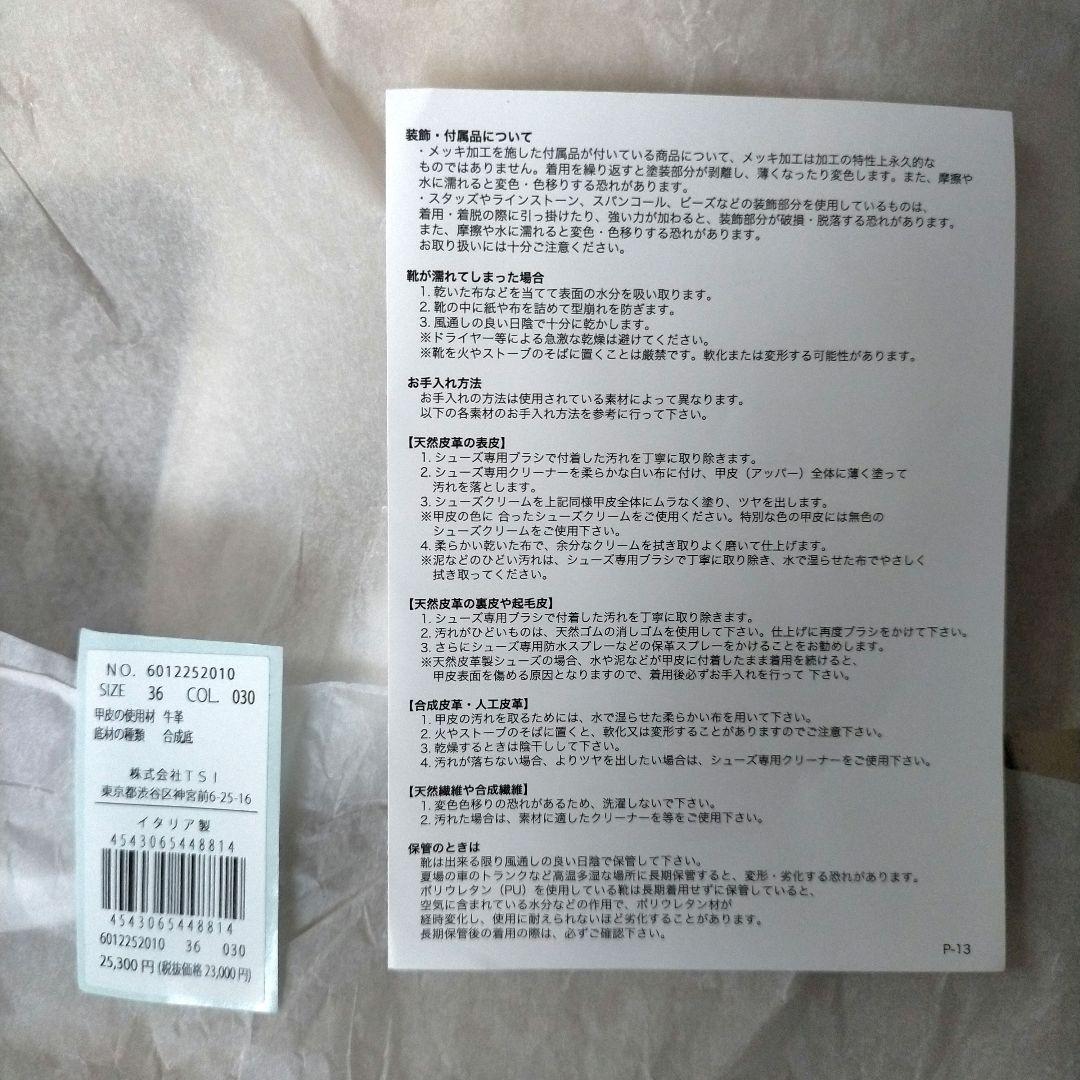 装飾・付属品について
・メッキ加工を施した付属品が付いている商品について、メッキ加工は加工の特性上永久的な
ものではありません。着用を繰り返すと塗装部分が剥離し、薄くなったり変色します。また、摩擦や
水に濡れると変色・色移りする恐れがあります。
・スタッズやラインストーン、スパンコール、ビーズなどの装飾部分を使用しているものは、
着用・着脱の際に引っ掛けたり、強い力が加わると、装飾部分が破損・脱落する恐れがあります。
また、摩擦や水に濡れると変色・色移りする恐れがあります。
お取り扱いには十分ご注意ください。
靴が濡れてしまった場合
1. 乾いた布などを当てて表面の水分を吸い取ります。
2. 靴の中に紙や布を詰めて型崩れを防ぎます。
3. 風通しの良い日陰で十分に乾かします。
※ドライヤー等による急激な乾燥は避けてください。
※靴を火やストーブのそばに置くことは厳禁です。軟化または変形する可能性があります。
お手入れ方法
お手入れの方法は使用されている素材によって異なります。
以下の各素材のお手入れ方法を参考に行って下さい。
【天然皮革の表皮】
1. シューズ専用ブラシで付着した汚れを丁寧に取り除きます。
2. シューズ専用クリーナーを柔らかな白い布に付け、甲皮（アッパー）全体に薄く塗って
汚れを落とします。
3. シューズクリームを上記同様甲皮全体にムラなく塗り、ツヤを出します。
※甲皮の色に 合ったシューズクリームをご使用ください。特別な色の甲皮には無色の
シューズクリームをご使用下さい。
4. 柔らかい乾いた布で、余分なクリームを拭き取りよく磨いて仕上げます。
※泥などのひどい汚れは、シューズ専用ブラシで丁寧に取り除き、水で湿らせた布でやさしく
拭き取ってください。
【天然皮革の裏皮や起毛皮】
1. シューズ専用ブラシで付着した汚れを丁寧に取り除きます。
2. 汚れがひどいものは、天然ゴムの消しゴムを使用して下さい。仕上げに再度ブラシをかけて下さい。
3. さらにシューズ専用防水スプレーなどの保革スプレーをかけることをお勧めします。
※天然皮革製シューズの場合、水や泥などが甲皮に付着したまま着用を続けると、
甲皮表面を傷める原因となりますので、着用後必ずお手入れを行って 下さい。
【合成皮革・人工皮革】
1. 甲皮の汚れを取るためには、水で湿らせた柔らかい布を用いて下さい。
2. 火やストーブのそばに置くと、軟化又は変形することがありますのでご注意下さい。
3. 乾燥するときは陰干しして下さい。
4. 汚れが落ちない場合、よりツヤを出したい場合は、シューズ専用クリーナーをご使用下さい。
【天然繊維や合成繊維】
1. 変色色移りの恐れがあるため、洗濯しないで下さい。
2. 汚れた場合は、素材に適したクリーナーを等をご使用下さい。
保管のときは
靴は出来る限り風通しの良い日陰で保管して下さい。
夏場の車のトランクなど高温多湿な場所に長期保管すると、変形・劣化する恐れがあります。
ポリウレタン（PU）を使用している靴は長期着用せずに保管していると、
空気に含まれている水分などの作用で、ポリウレタン材が
経時変化し、使用に耐えられないほど劣化することがあります。
長期保管後の着用の際は、必ずご確認下さい。
P-13
NO. 6012252010
SIZE 36 COL. 030
甲皮の使用材 牛革
底材の種類 合成底
株式会社TSI
東京都渋谷区神宮前6-25-16
イタリア製
4543065448814
4543065448814
6012252010 36 030
25,300円(税抜価格23,000円)